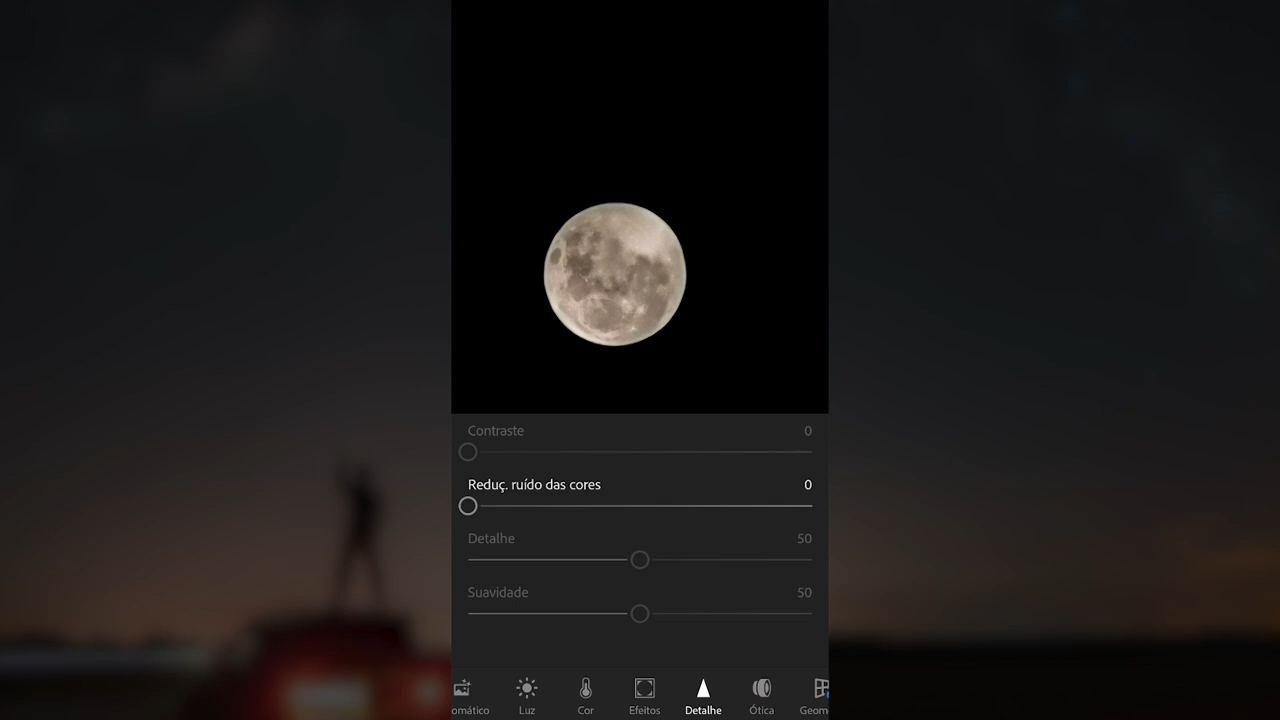 Contraste 0
Reduç. ruído das cores 0
Detalhe 50
Suavidade 50
omático Luz Cor Efeitos Detalhe Ótica Geom